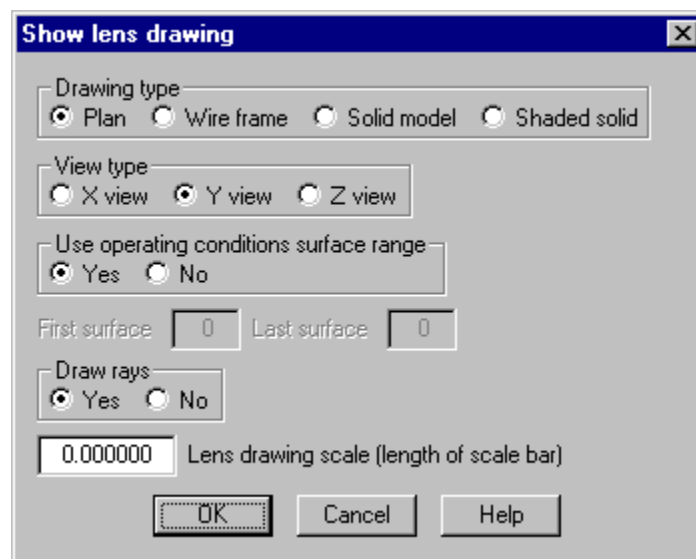 Show lens drawing
Drawing type
Plan Wire frame Solid model Shaded solid
View type
X view Y view Z view
Use operating conditions surface range
Yes No
First surface 0 Last surface 0
Draw rays
Yes No
0.000000 Lens drawing scale (length of scale bar)
OK Cancel Help